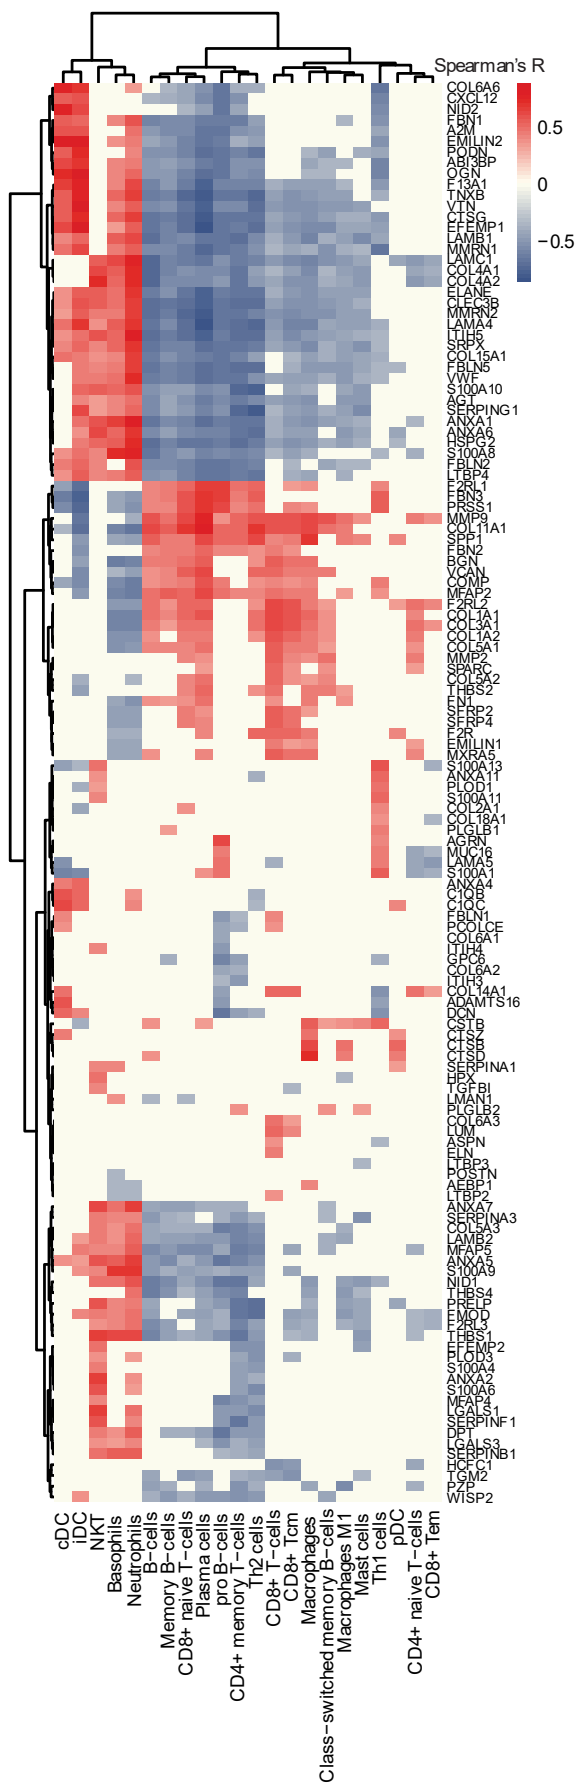 Spearman's R
0.5
0
−0.5
COL6A6
CXCL12
NID2
FBN1
A2M
EMILIN2
PODN
ABI3BP
OGN
F13A1
TNXB
VTN
CTSG
EFEMP1
LAMB1
MMRN1
LAMC1
COL4A1
COL4A2
ELANE
CLEC3B
MMRN2
LAMA4
ITIH5
SRPX
COL15A1
FBLN5
VWF
S100A10
AGT
SERPING1
ANXA1
ANXA6
HSPG2
S100A8
FBLN2
LTBP4
F2RL1
FBN3
PRSS1
MMP9
COL11A1
SPP1
FBN2
BGN
VCAN
COMP
MFAP2
F2RL2
COL1A1
COL3A1
COL1A2
COL5A1
MMP2
SPARC
COL5A2
THBS2
FN1
SFRP2
SFRP4
F2R
EMILIN1
MXRA5
S100A13
ANXA11
PLOD1
S100A11
COL2A1
COL18A1
PLGLB1
AGRN
MUC16
LAMA5
S100A1
ANXA4
C1QB
C1QC
FBLN1
PCOLCE
COL6A1
ITIH4
GPC6
COL6A2
ITIH3
COL14A1
ADAMTS16
DCN
CSTB
CTSZ
CTSB
CTSD
SERPINA1
HPX
TGFBI
LMAN1
PLGLB2
COL6A3
LUM
ASPN
ELN
LTBP3
POSTN
AEBP1
LTBP2
ANXA7
SERPINA3
COL5A3
LAMB2
MFAP5
ANXA5
S100A9
NID1
THBS4
PRELP
FMOD
F2RL3
THBS1
EFEMP2
PLOD3
S100A4
ANXA2
S100A6
MFAP4
LGALS1
SERPINF1
DPT
LGALS3
SERPINB1
HCFC1
TGM2
PZP
WISP2
cDC
iDC
NKT
Basophils
Neutrophils
B−cells
Memory B−cells
CD8+ naive T−cells
Plasma cells
pro B−cells
CD4+ memory T−cells
Th2 cells
CD8+ T−cells
CD8+ Tcm
Macrophages
Class−switched memory B−cells
Macrophages M1
Mast cells
Th1 cells
pDC
CD4+ naive T−cells
CD8+ Tem